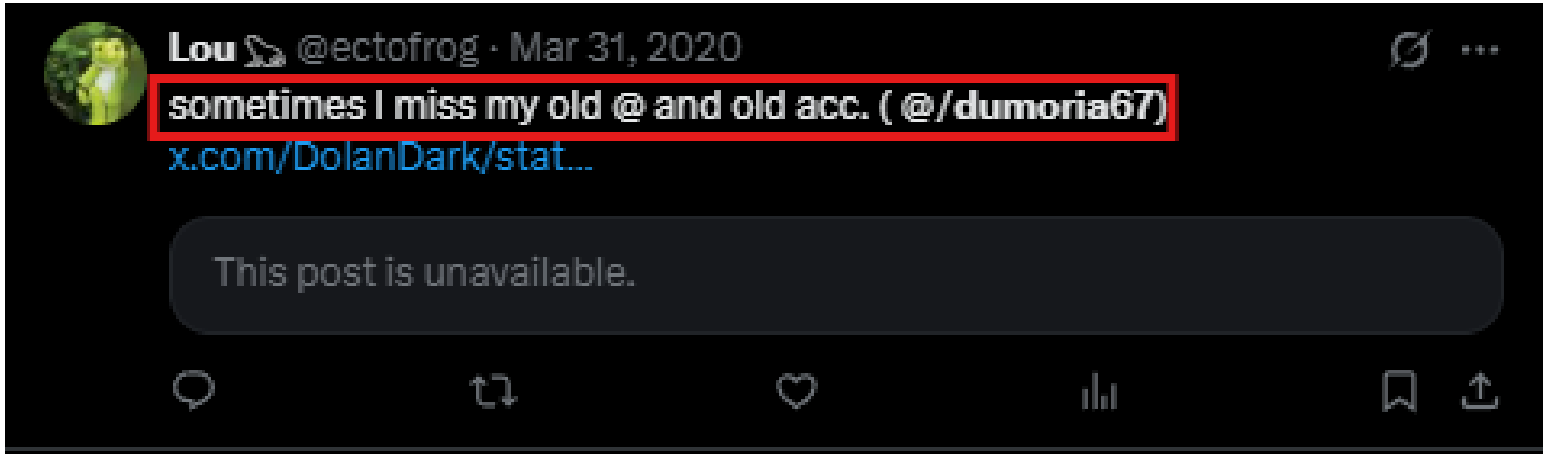 Lou @ectofrog · Mar 31, 2020
sometimes I miss my old @ and old acc. ( @/dumoria67)
x.com/DolanDark/stat...
This post is unavailable.